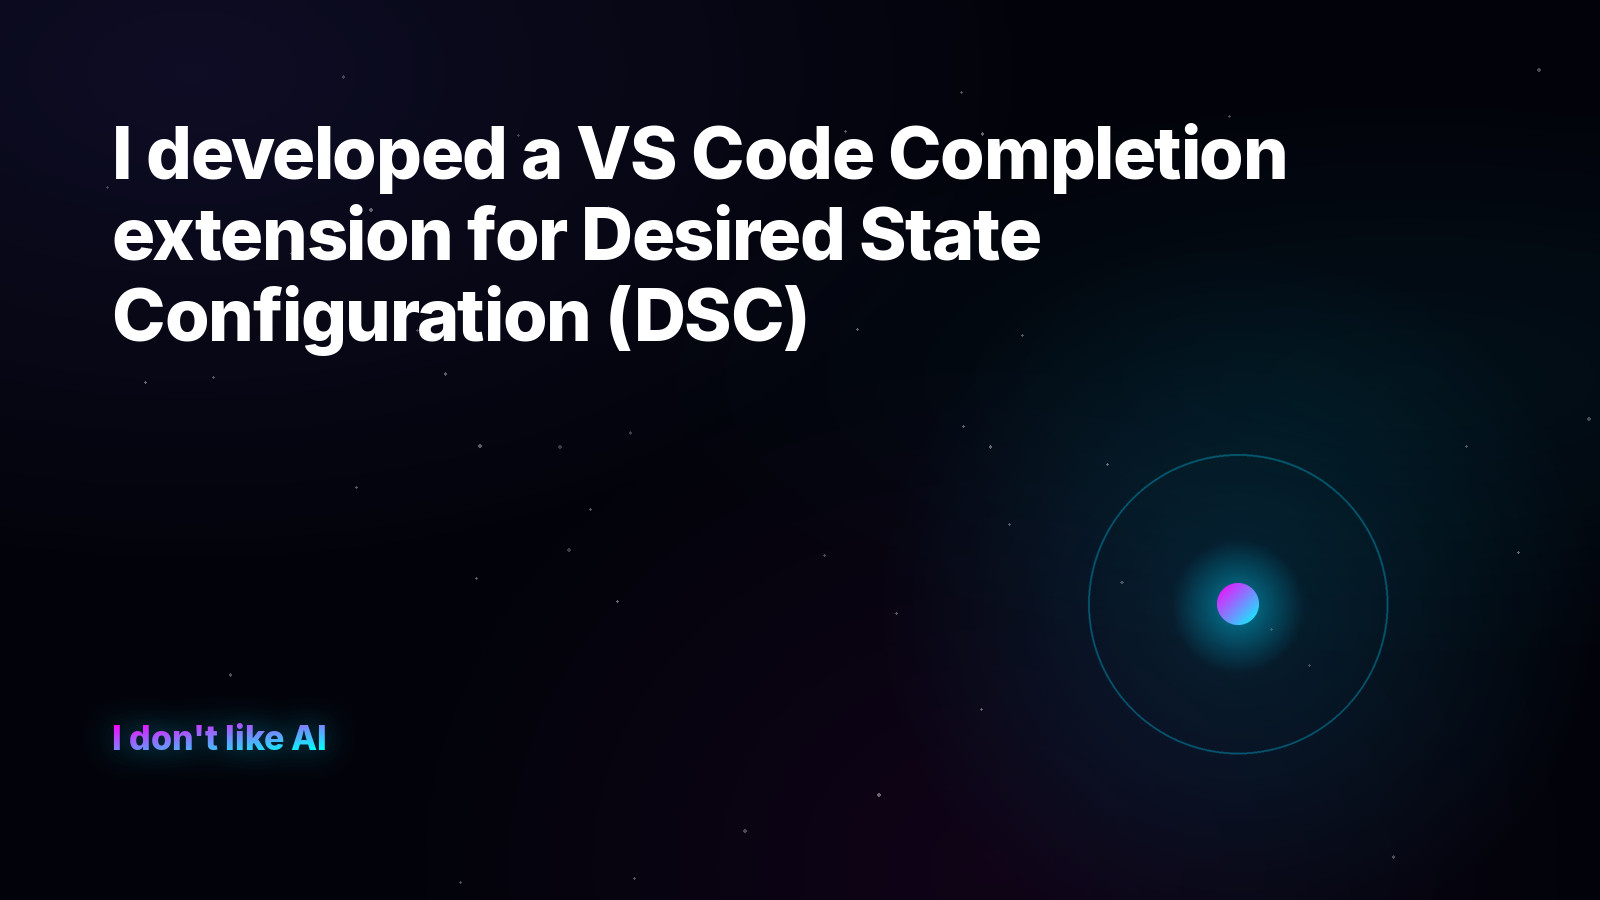 I developed a VS Code Completion
extension for Desired State
Configuration (DSC)
I don't like AI